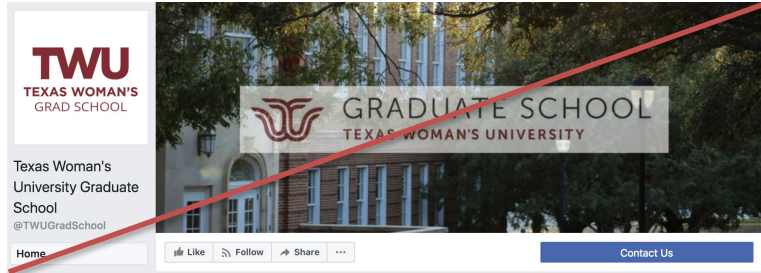 TWU
TEXAS WOMAN'S
GRAD SCHOOL
GRADUATE SCHOOL
TEXAS WOMAN'S UNIVERSITY
Texas Woman's
University Graduate
School
@TWUGradSchool
Home
Like Follow Share ...
Contact Us